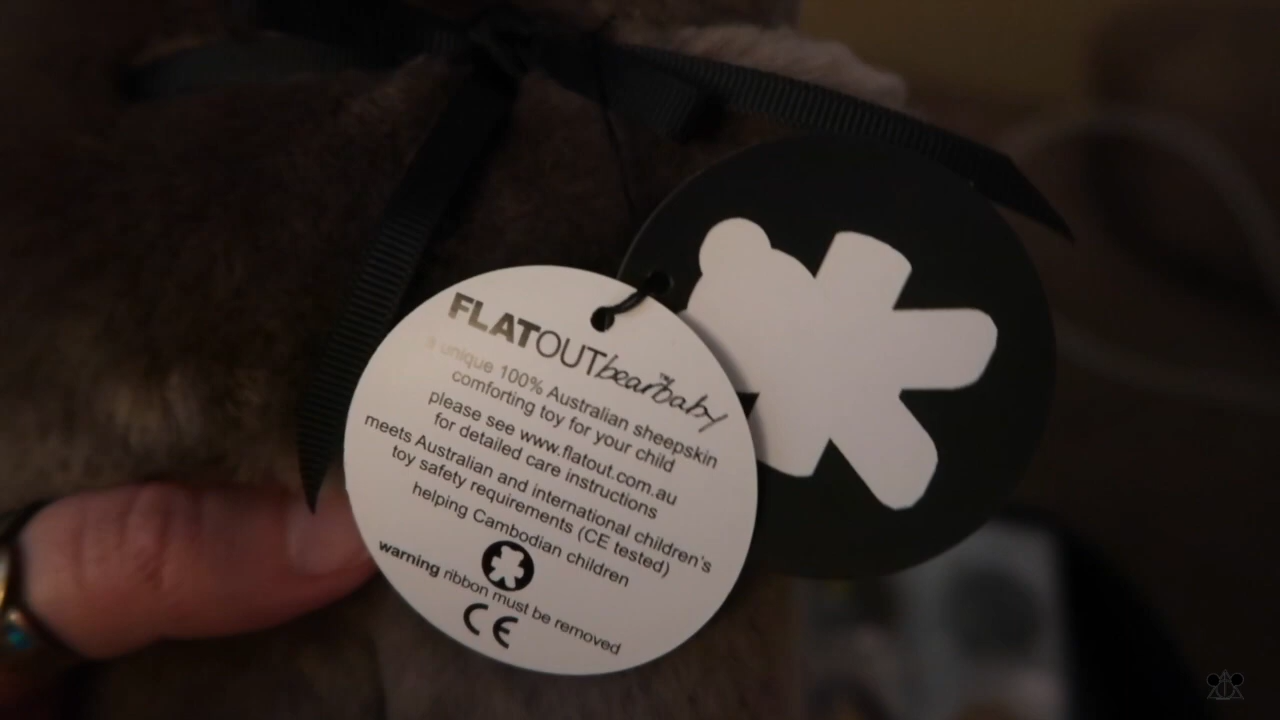 FLATOUTbearbaby™
a unique 100% Australian sheepskin
comforting toy for your child
please see www.flatout.com.au
for detailed care instructions
meets Australian and international children's
toy safety requirements (CE tested)
helping Cambodian children
warning ribbon must be removed
CE